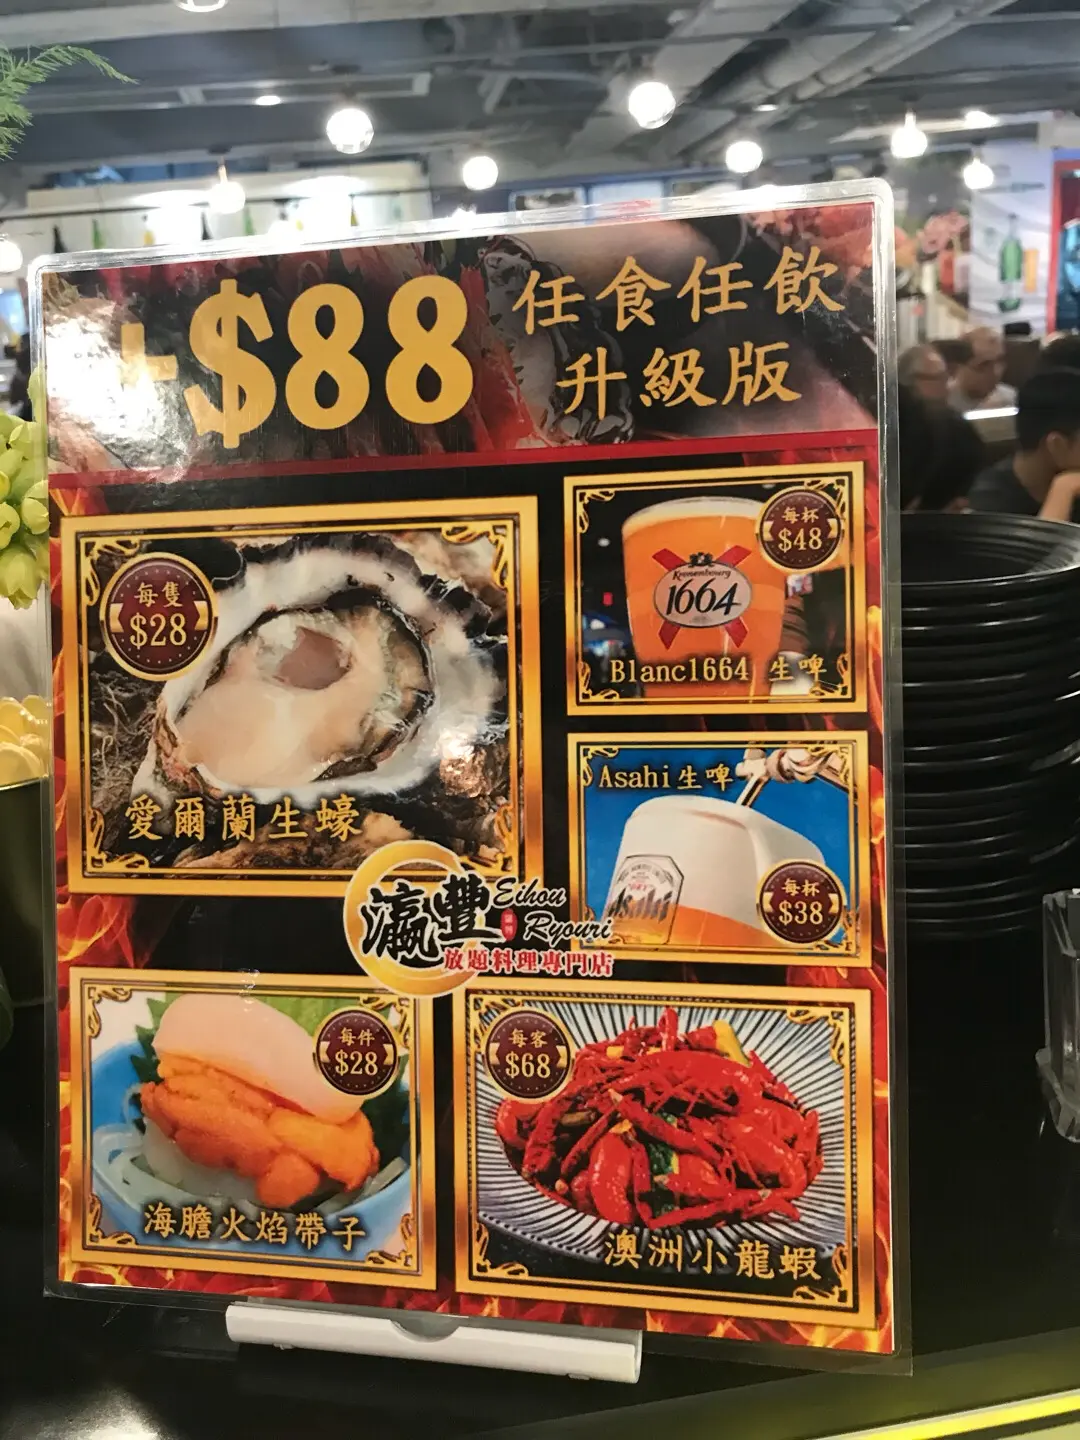 +$88
任食任飲
升級版
每隻
$28
愛爾蘭生蠔
每杯
$48
Kronenbourg
1664
Blanc1664 生啤
Asahi生啤
Asahi
每杯
$38
瀛豐
Eihou
Ryouri
放題料理專門店
每件
$28
海膽火焰帶子
每客
$68
澳洲小龍蝦